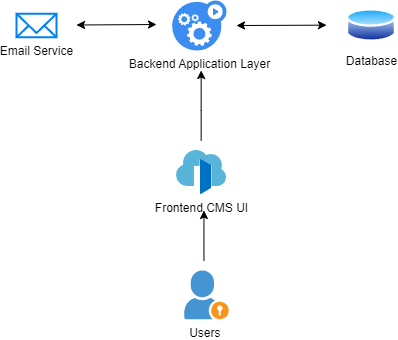 Email Service
Backend Application Layer
Database
Frontend CMS UI
Users